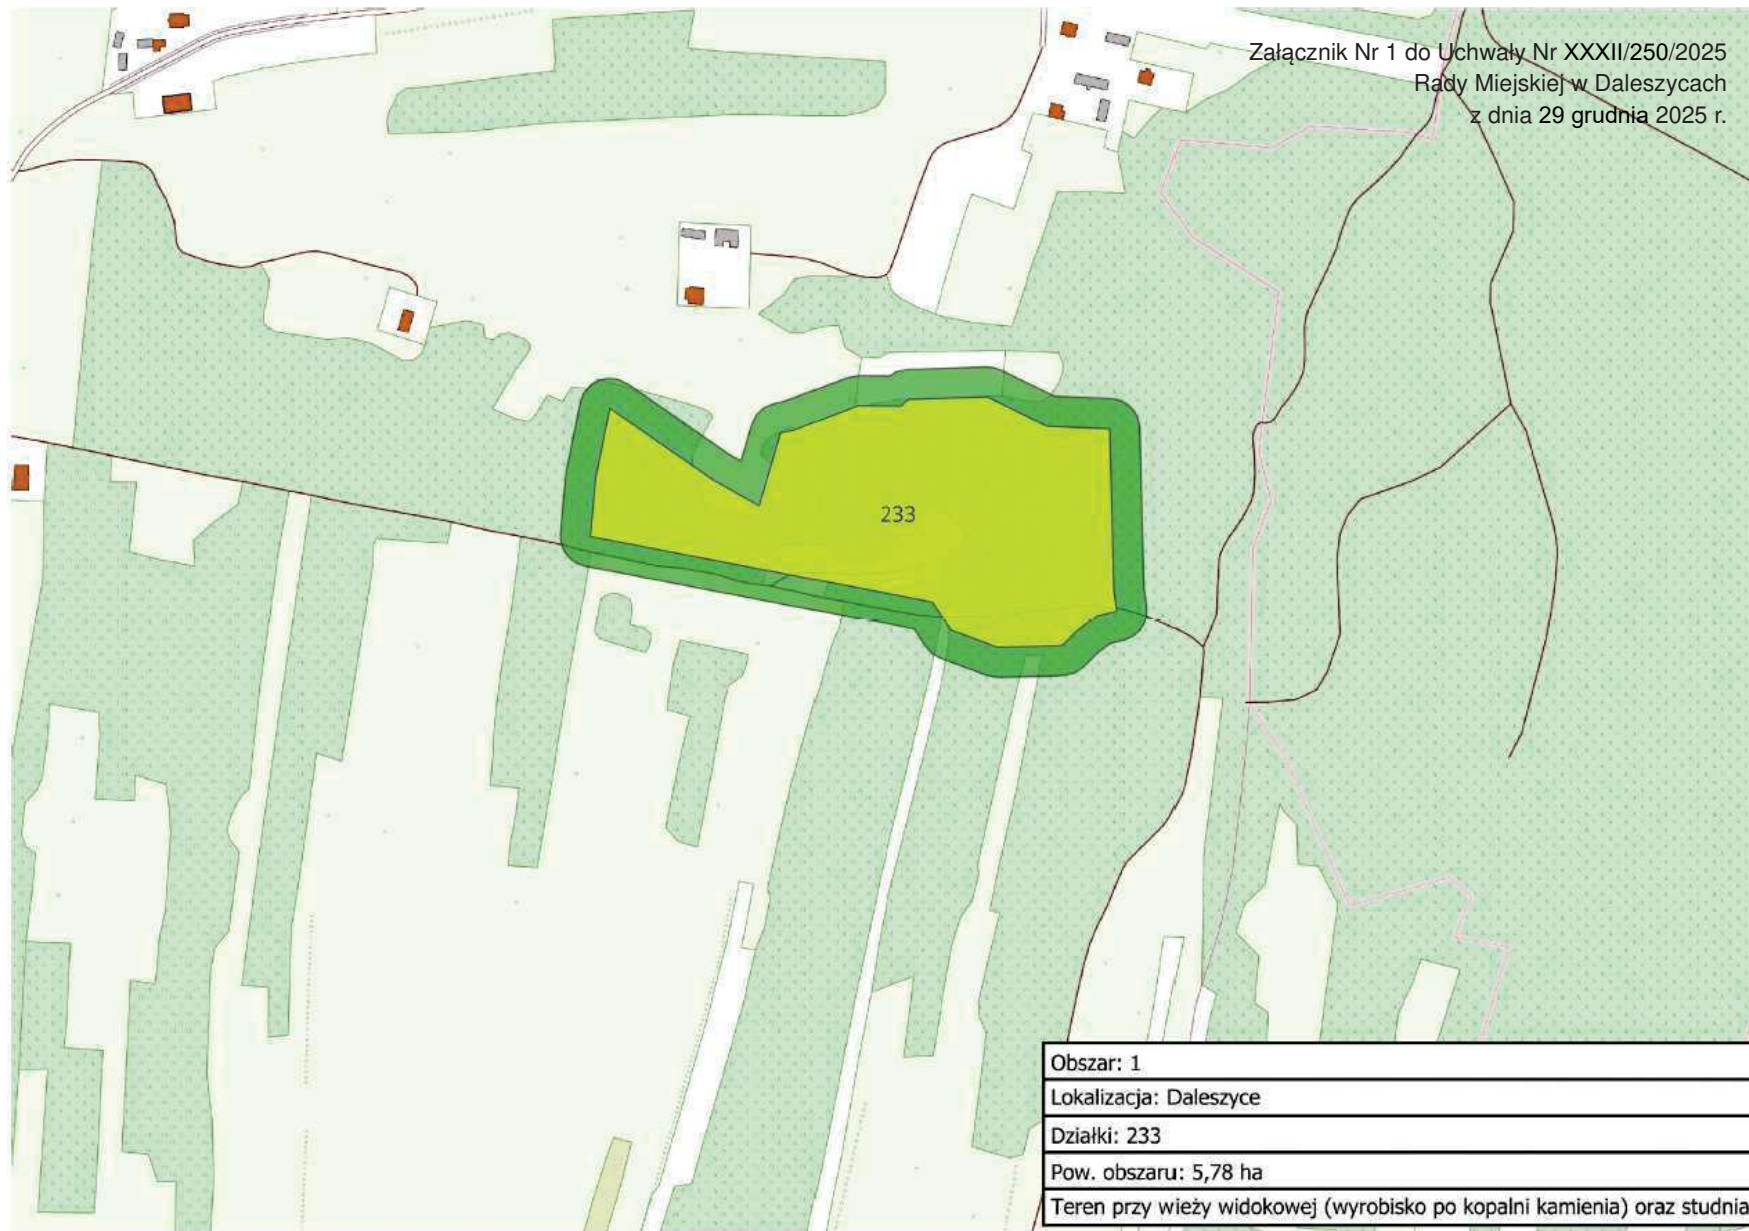 Załącznik Nr 1 do Uchwały Nr XXXII/250/2025
Rady Miejskiej w Daleszycach
z dnia 29 grudnia 2025 r.
233
Obszar: 1
Lokalizacja: Daleszyce
Działki: 233
Pow. obszaru: 5,78 ha
Teren przy wieży widokowej (wyrobisko po kopalni kamienia) oraz studnia